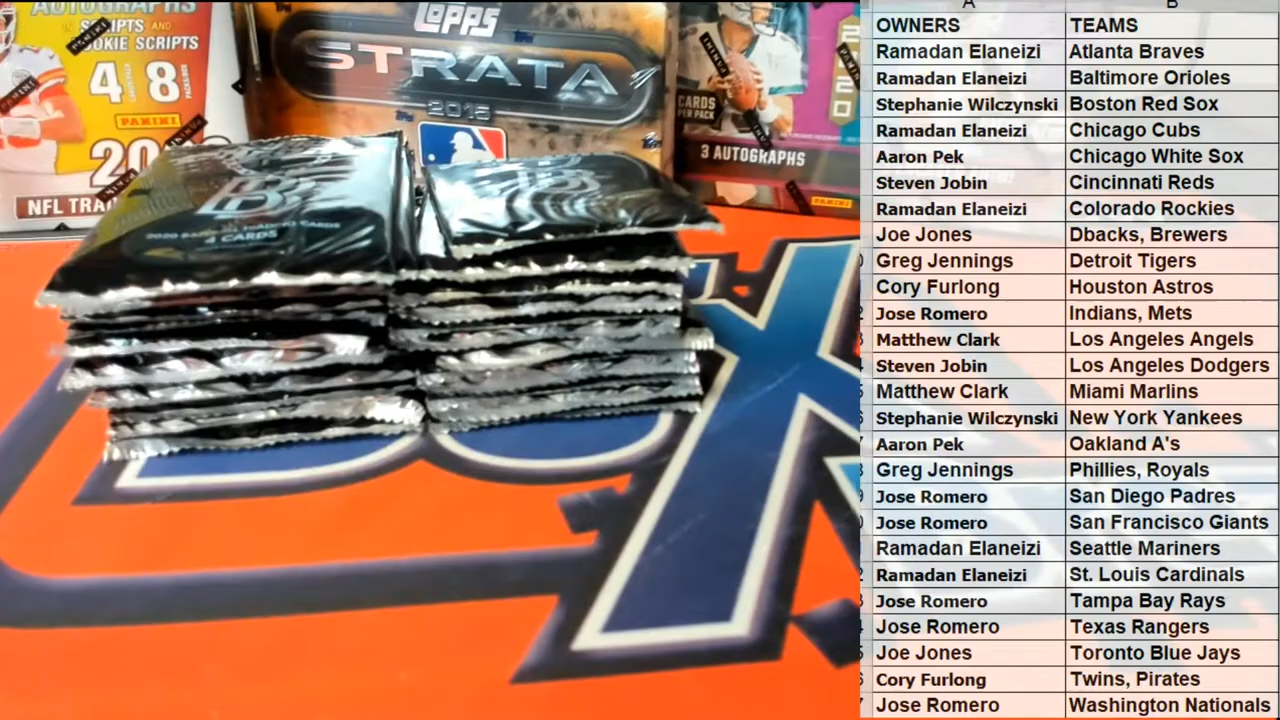 AUTOGRAPHS
IN SCRIPTS AND
ROOKIE SCRIPTS
4 8
PANINI
NFL TRA
TOPPS
STRATA
2015
CARDS
PER PACK
3 AUTOGRAPHS
PANINI
4 CARDS
A B
OWNERS TEAMS
Ramadan Elaneizi Atlanta Braves
Ramadan Elaneizi Baltimore Orioles
Stephanie Wilczynski Boston Red Sox
Ramadan Elaneizi Chicago Cubs
Aaron Pek Chicago White Sox
Steven Jobin Cincinnati Reds
Ramadan Elaneizi Colorado Rockies
Joe Jones Dbacks, Brewers
Greg Jennings Detroit Tigers
Cory Furlong Houston Astros
Jose Romero Indians, Mets
Matthew Clark Los Angeles Angels
Steven Jobin Los Angeles Dodgers
Matthew Clark Miami Marlins
Stephanie Wilczynski New York Yankees
Aaron Pek Oakland A's
Greg Jennings Phillies, Royals
Jose Romero San Diego Padres
Jose Romero San Francisco Giants
Ramadan Elaneizi Seattle Mariners
Ramadan Elaneizi St. Louis Cardinals
Jose Romero Tampa Bay Rays
Jose Romero Texas Rangers
Joe Jones Toronto Blue Jays
Cory Furlong Twins, Pirates
Jose Romero Washington Nationals